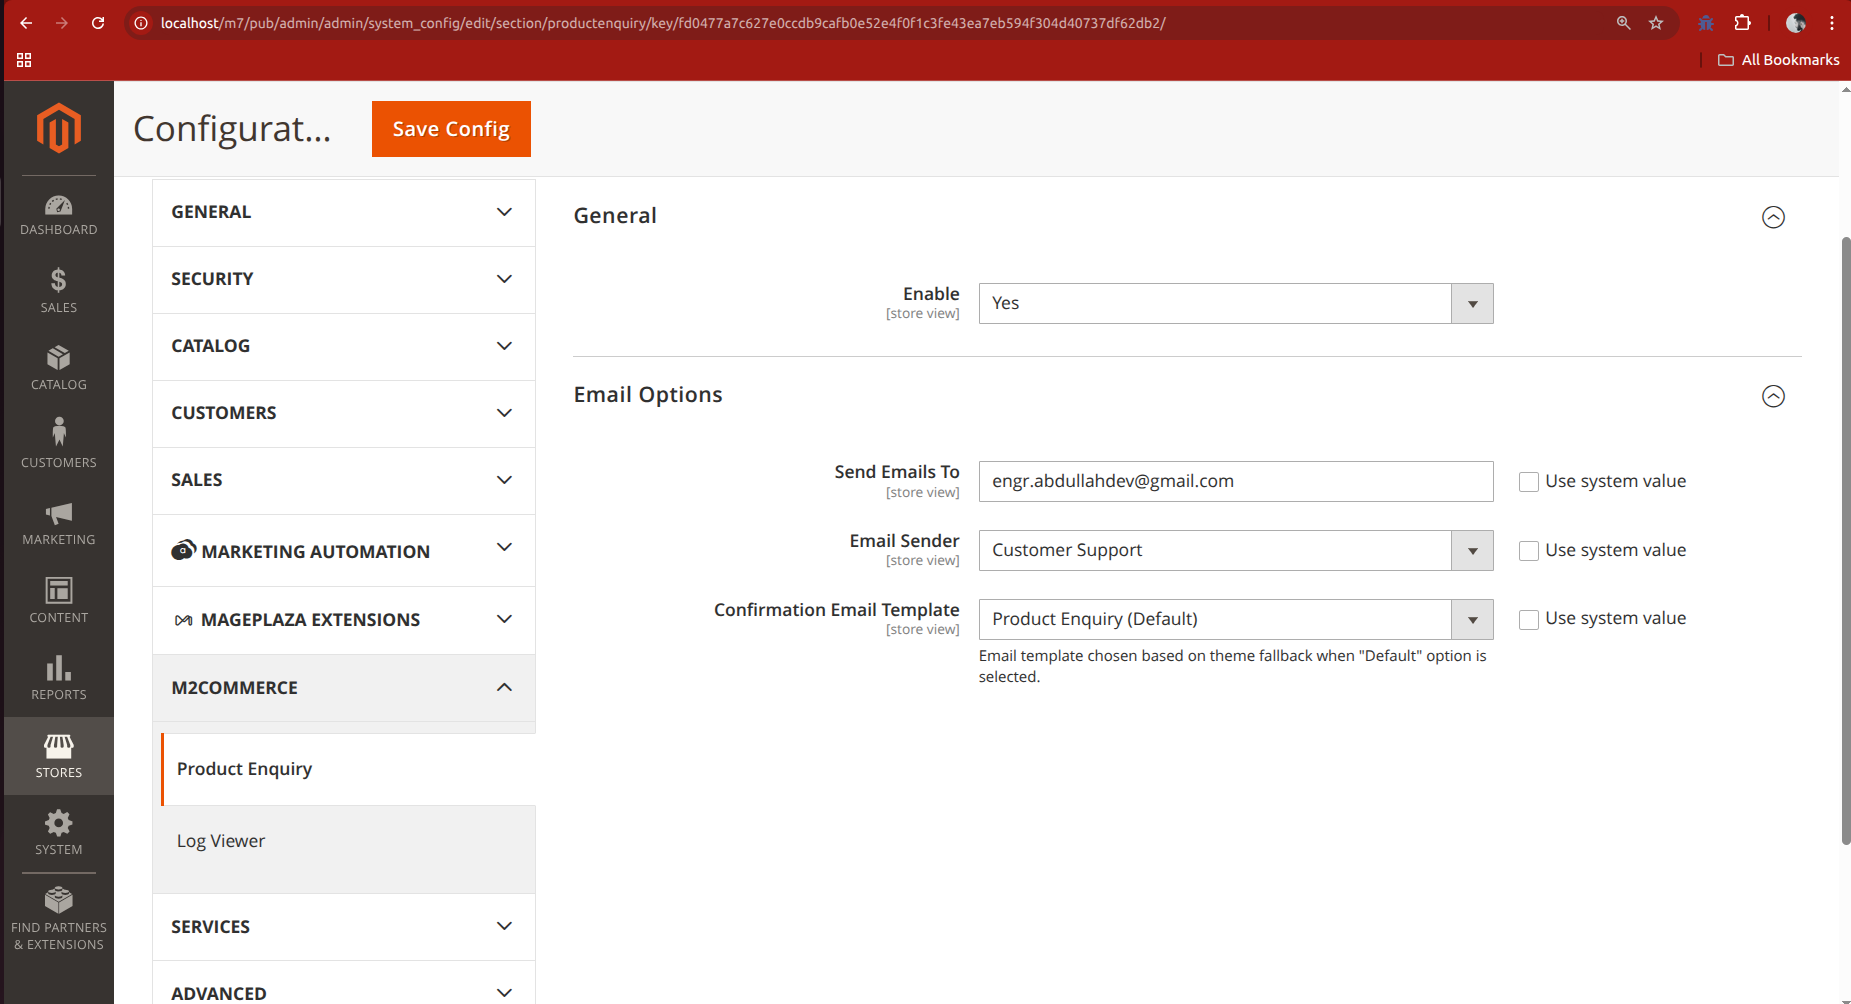 localhost/m7/pub/admin/admin/system_config/edit/section/productenquiry/key/fd0477a7c627e0ccdb9cafb0e52e4f0f1c3fe43ea7eb594f304d40737df62db2/
All Bookmarks
Configurat...
Save Config
DASHBOARD
SALES
CATALOG
CUSTOMERS
MARKETING
CONTENT
REPORTS
STORES
SYSTEM
FIND PARTNERS
& EXTENSIONS
GENERAL
SECURITY
CATALOG
CUSTOMERS
SALES
MARKETING AUTOMATION
MAGEPLAZA EXTENSIONS
M2COMMERCE
Product Enquiry
Log Viewer
SERVICES
ADVANCED
General
Enable
[store view]
Yes
Email Options
Send Emails To
[store view]
engr.abdullahdev@gmail.com
Use system value
Email Sender
[store view]
Customer Support
Use system value
Confirmation Email Template
[store view]
Product Enquiry (Default)
Use system value
Email template chosen based on theme fallback when "Default" option is
selected.